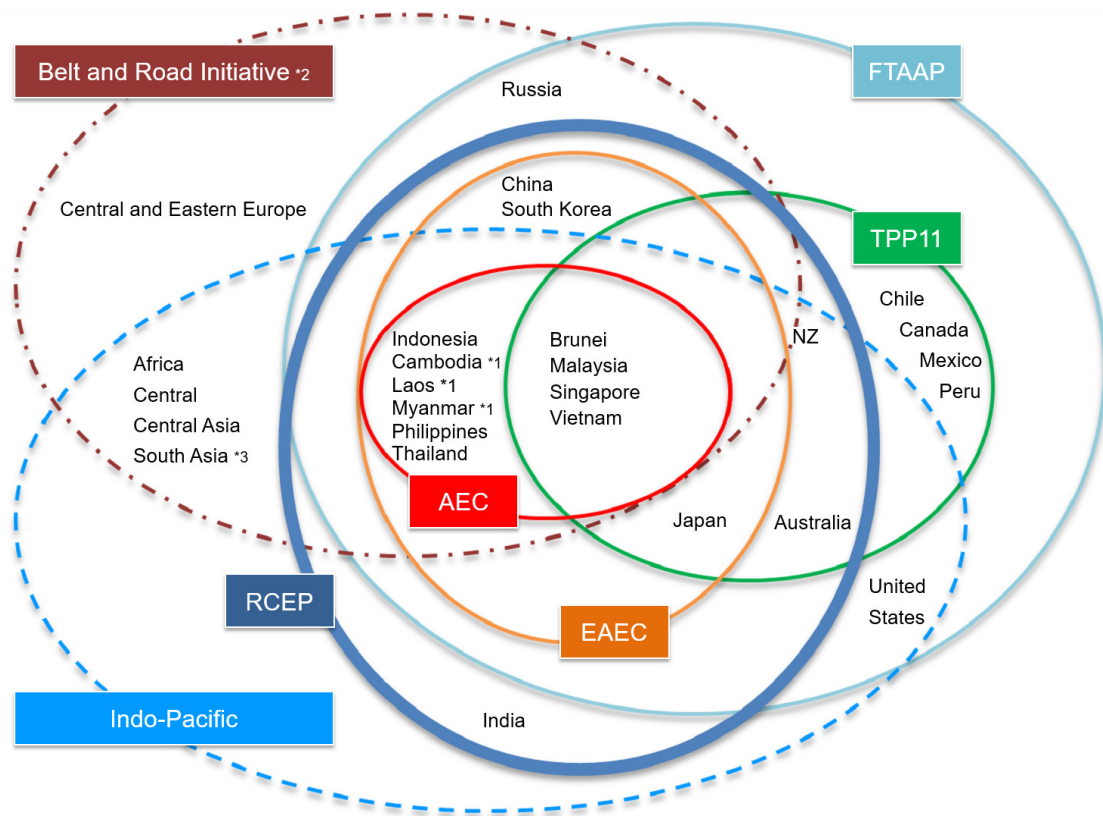 Belt and Road Initiative *2
FTAAP
Russia
China
South Korea
Central and Eastern Europe
TPP11
Chile
Canada
Mexico
Peru
NZ
Indonesia
Cambodia *1
Laos *1
Myanmar *1
Philippines
Thailand
Brunei
Malaysia
Singapore
Vietnam
Africa
Central
Central Asia
South Asia *3
AEC
Japan
Australia
RCEP
EAEC
United
States
Indo-Pacific
India